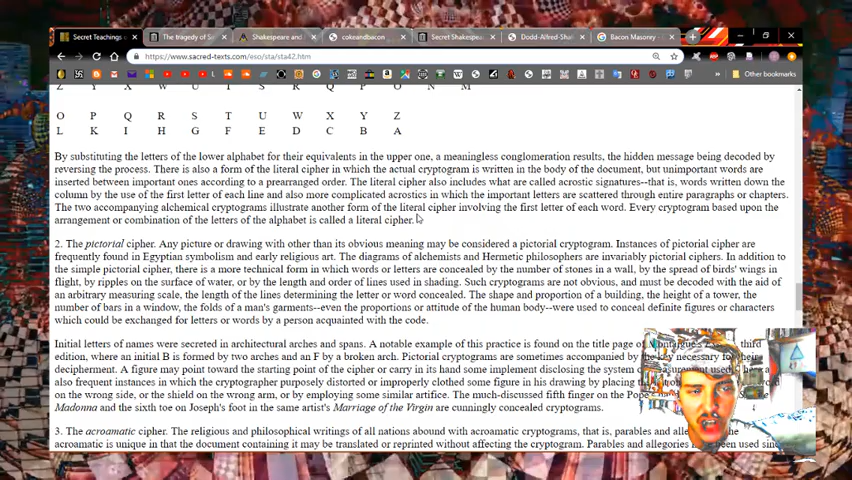 Secret Teachings
The tragedy of S
Shakespeare and
cokeandbacon
Secret Shakespea
Dodd-Alfred-Sha
Bacon Masonry -
https://www.sacred-texts.com/eso/sta/sta42.htm
Other bookmarks
Z Y X W U T S R Q P O N M
O P Q R S T U W X Y Z
L K I H G F E D C B A
By substituting the letters of the lower alphabet for their equivalents in the upper one, a meaningless conglomeration results, the hidden message being decoded by
reversing the process. There is also a form of the literal cipher in which the actual cryptogram is written in the body of the document, but unimportant words are
inserted between important ones according to a prearranged order. The literal cipher also includes what are called acrostic signatures--that is, words written down the
column by the use of the first letter of each line and also more complicated acrostics in which the important letters are scattered through entire paragraphs or chapters.
The two accompanying alchemical cryptograms illustrate another form of the literal cipher involving the first letter of each word. Every cryptogram based upon the
arrangement or combination of the letters of the alphabet is called a literal cipher.
2. The pictorial cipher. Any picture or drawing with other than its obvious meaning may be considered a pictorial cryptogram. Instances of pictorial cipher are
frequently found in Egyptian symbolism and early religious art. The diagrams of alchemists and Hermetic philosophers are invariably pictorial ciphers. In addition to
the simple pictorial cipher, there is a more technical form in which words or letters are concealed by the number of stones in a wall, by the spread of birds' wings in
flight, by ripples on the surface of water, or by the length and order of lines used in shading. Such cryptograms are not obvious, and must be decoded with the aid of
an arbitrary measuring scale, the length of the lines determining the letter or word concealed. The shape and proportion of a building, the height of a tower, the
number of bars in a window, the folds of a man's garments--even the proportions or attitude of the human body--were used to conceal definite figures or characters
which could be exchanged for letters or words by a person acquainted with the code.
Initial letters of names were secreted in architectural arches and spans. A notable example of this practice is found on the title page of third
edition, where an initial B is formed by two arches and an F by a broken arch. Pictorial cryptograms are sometimes accompanied by the key necessary for their
decipherment. A figure may point toward the starting point of the cipher or carry in its hand some implement disclosing the system
also frequent instances in which the cryptographer purposely distorted or improperly clothed some figure in his drawing by placing the
on the wrong side, or the shield on the wrong arm, or by employing some similar artifice. The much-discussed fifth finger on the Pope's
Madonna and the sixth toe on Joseph's foot in the same artist's Marriage of the Virgin are cunningly concealed cryptograms.
3. The acroamatic cipher. The religious and philosophical writings of all nations abound with acroamatic cryptograms, that is, parables and
acroamatic is unique in that the document containing it may be translated or reprinted without affecting the cryptogram. Parables and allegories used